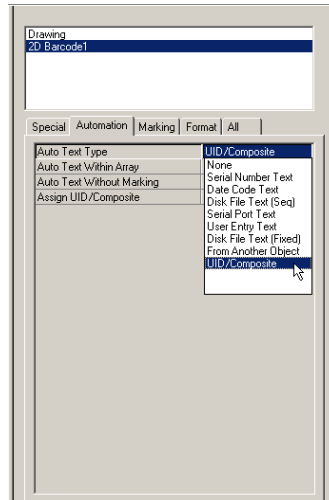 Drawing
2D Barcode1
Special Automation Marking Format All
Auto Text Type UID/Composite
Auto Text Within Array
Auto Text Without Marking
Assign UID/Composite
None
Serial Number Text
Date Code Text
Disk File Text (Seq)
Serial Port Text
User Entry Text
Disk File Text (Fixed)
From Another Object
UID/Composite